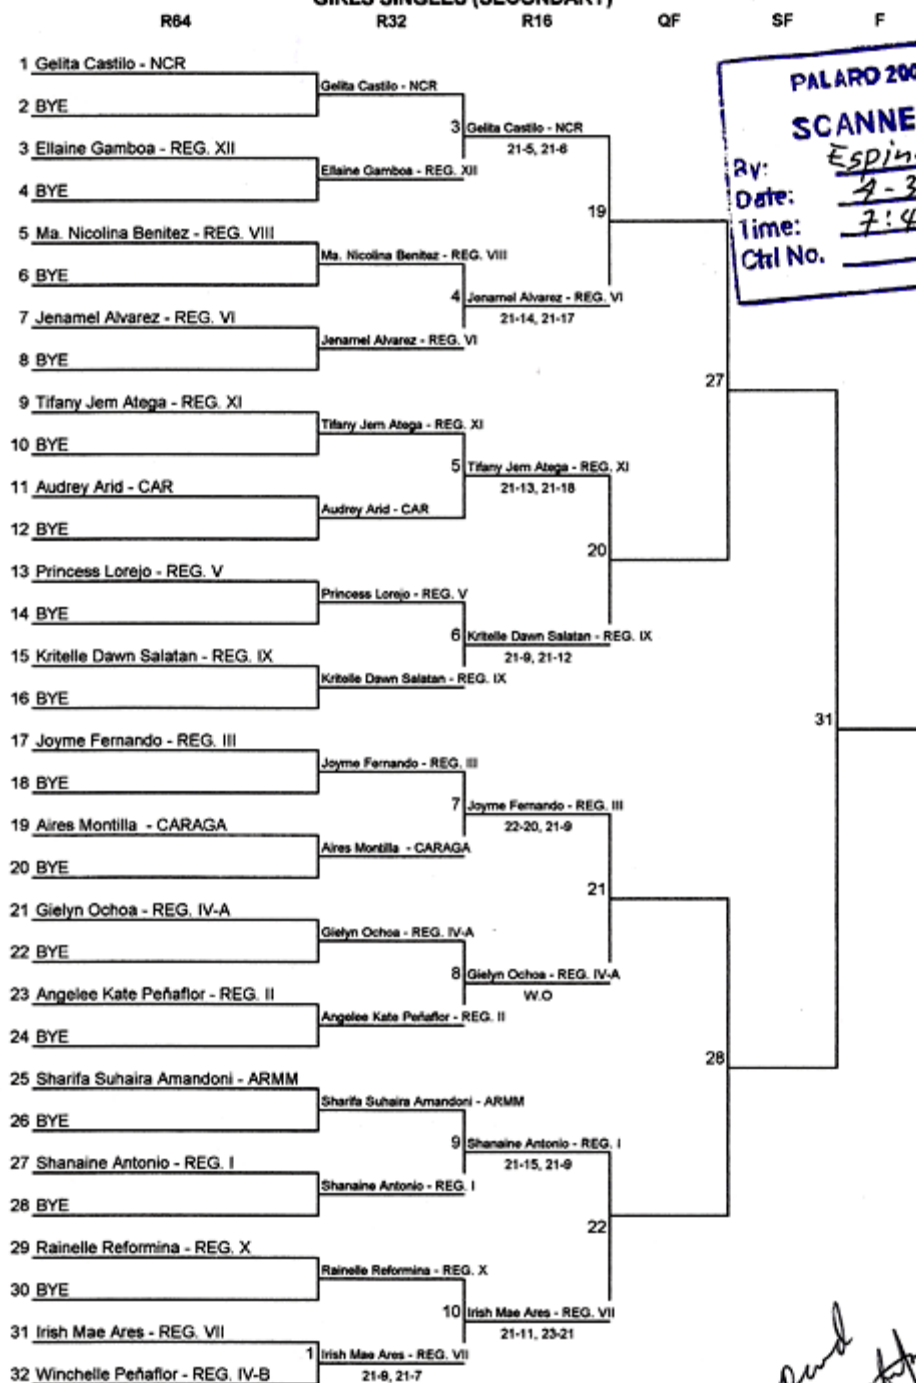 GIRLS SINGLES (SECONDARY)
R64 R32 R16 QF SF F
1 Gelita Castilo - NCR
Gelita Castilo - NCR
2 BYE
3 Gelita Castilo - NCR
21-5, 21-6
3 Ellaine Gamboa - REG. XII
Ellaine Gamboa - REG. XII
4 BYE
19
5 Ma. Nicolina Benitez - REG. VIII
Ma. Nicolina Benitez - REG. VIII
6 BYE
4 Jenamel Alvarez - REG. VI
21-14, 21-17
7 Jenamel Alvarez - REG. VI
Jenamel Alvarez - REG. VI
8 BYE
27
9 Tifany Jem Atega - REG. XI
Tifany Jem Atega - REG. XI
10 BYE
5 Tifany Jem Atega - REG. XI
21-13, 21-18
11 Audrey Arid - CAR
Audrey Arid - CAR
12 BYE
20
13 Princess Lorejo - REG. V
Princess Lorejo - REG. V
14 BYE
6 Kritelle Dawn Salatan - REG. IX
21-9, 21-12
15 Kritelle Dawn Salatan - REG. IX
Kritelle Dawn Salatan - REG. IX
16 BYE
31
17 Joyme Fernando - REG. III
Joyme Fernando - REG. III
18 BYE
7 Joyme Fernando - REG. III
22-20, 21-9
19 Aires Montilla - CARAGA
Aires Montilla - CARAGA
20 BYE
21
21 Gielyn Ochoa - REG. IV-A
Gielyn Ochoa - REG. IV-A
22 BYE
8 Gielyn Ochoa - REG. IV-A
W.O
23 Angelee Kate Peñaflor - REG. II
Angelee Kate Peñaflor - REG. II
24 BYE
28
25 Sharifa Suhaira Amandoni - ARMM
Sharifa Suhaira Amandoni - ARMM
26 BYE
9 Shanaine Antonio - REG. I
21-15, 21-9
27 Shanaine Antonio - REG. I
Shanaine Antonio - REG. I
28 BYE
22
29 Rainelle Reformina - REG. X
Rainelle Reformina - REG. X
30 BYE
10 Irish Mae Ares - REG. VII
21-11, 23-21
31 Irish Mae Ares - REG. VII
1 Irish Mae Ares - REG. VII
21-9, 21-7
32 Winchelle Peñaflor - REG. IV-B
PALARO 200
SCANNE
By: Espin
Date: 4-3
Time: 7:4
Ctrl No.